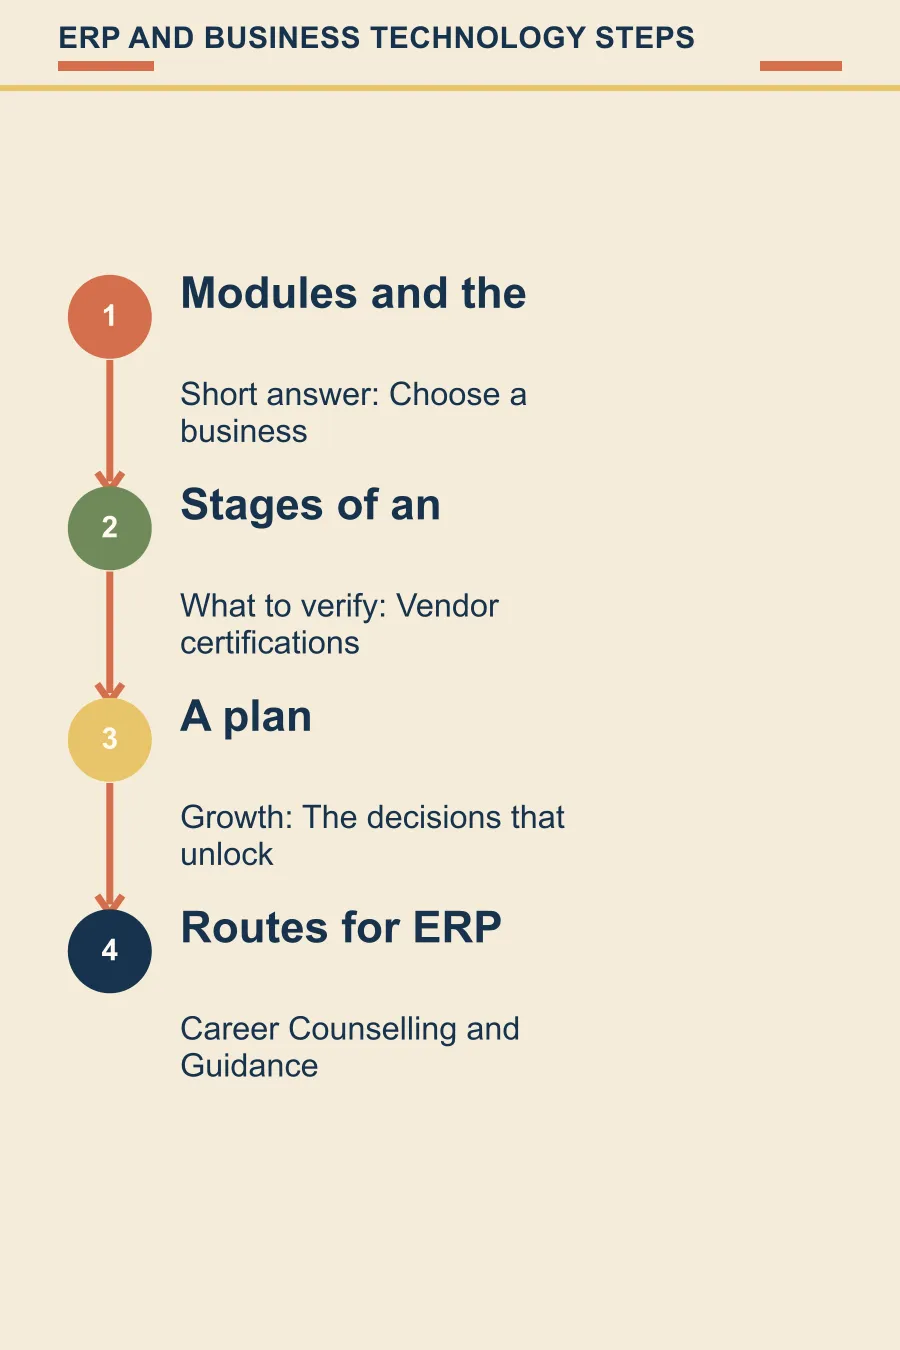 ERP AND BUSINESS TECHNOLOGY STEPS
1
Modules and the
Short answer: Choose a
business
2
Stages of an
What to verify: Vendor
certifications
3
A plan
Growth: The decisions that
unlock
4
Routes for ERP
Career Counselling and
Guidance